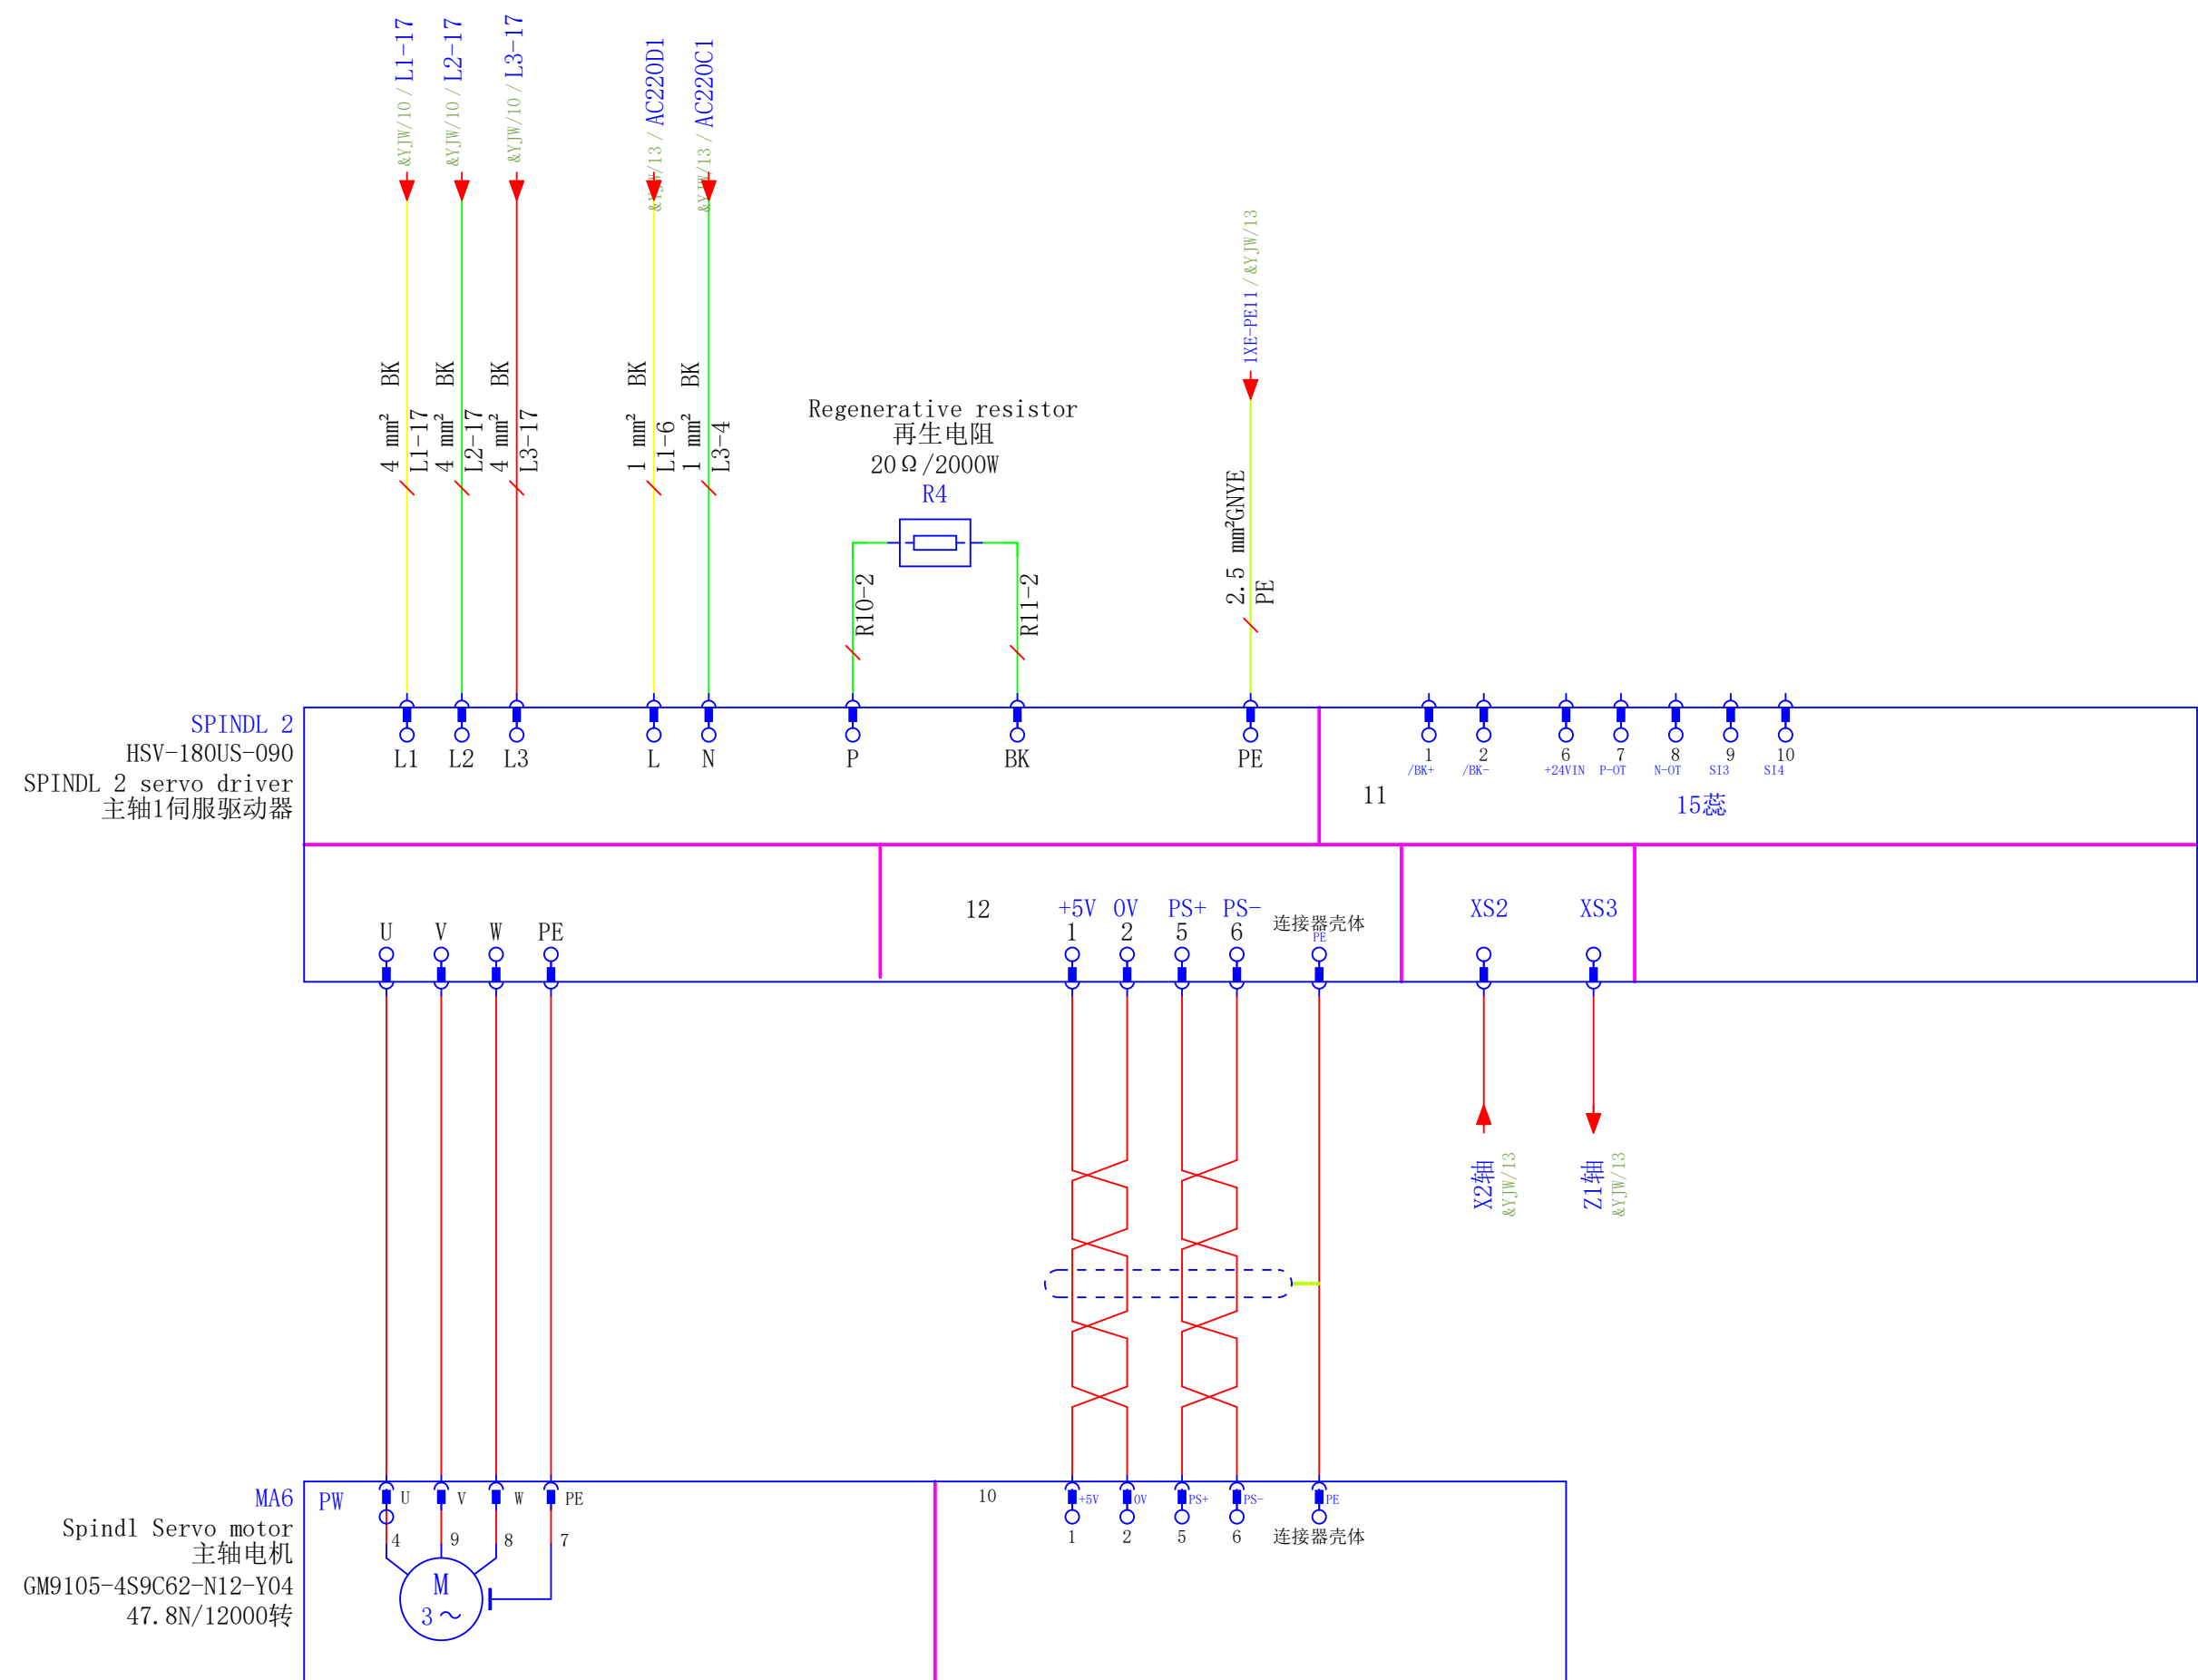 &YJW/10 / L1-17
&YJW/10 / L2-17
&YJW/10 / L3-17
&YJW/13 / AC220D1
&YJW/13 / AC220C1
1XE-PE11 / &YJW/13
4 mm² BK
L1-17
4 mm² BK
L2-17
4 mm² BK
L3-17
1 mm² BK
L1-6
1 mm² BK
L3-4
Regenerative resistor
再生电阻
20Ω/2000W
R4
R10-2
R11-2
2.5 mm²GNYE
PE
SPINDL 2
HSV-180US-090
SPINDL 2 servo driver
主轴1伺服驱动器
L1 L2 L3 L N P BK PE
1 2 6 7 8 9 10
/BK+ /BK- +24VIN P-OT N-OT SI3 SI4
11
15蕊
12
+5V 0V PS+ PS-
1 2 5 6
连接器壳体
PE
XS2 XS3
U V W PE
X2轴
&YJW/13
Z1轴
&YJW/13
MA6
Spindl Servo motor
主轴电机
GM9105-4S9C62-N12-Y04
47.8N/12000转
PW
U V W PE
4 9 8 7
M
3~
10
+5V 0V PS+ PS- PE
1 2 5 6 连接器壳体